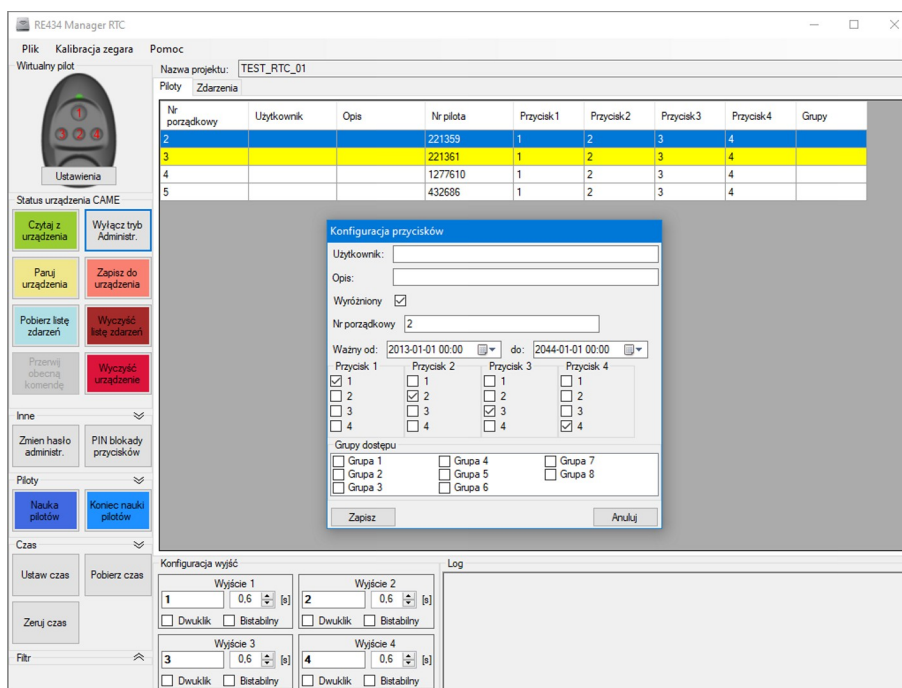 RE434 Manager RTC
Plik Kalibracja zegara Pomoc
Wirtualny pilot
1
3 2 4
Ustawienia
Status urządzenia CAME
Czytaj z urządzenia
Wyłącz tryb Administr.
Paruj urządzenia
Zapisz do urządzenia
Pobierz listę zdarzeń
Wyczyść listę zdarzeń
Przerwij obecną komendę
Wyczyść urządzenie
Inne
Zmien hasło administr.
PIN blokady przycisków
Piloty
Nauka pilotów
Koniec nauki pilotów
Czas
Ustaw czas
Pobierz czas
Zeruj czas
Filtr
Nazwa projektu: TEST_RTC_01
Piloty Zdarzenia
Nr porządkowy Użytkownik Opis Nr pilota Przycisk1 Przycisk2 Przycisk3 Przycisk4 Grupy
2 221359 1 2 3 4
3 221361 1 2 3 4
4 1277610 1 2 3 4
5 432686 1 2 3 4
Konfiguracja przycisków
Użytkownik:
Opis:
Wyróżniony
Nr porządkowy 2
Ważny od: 2013-01-01 00:00 do: 2044-01-01 00:00
Przycisk 1 Przycisk 2 Przycisk 3 Przycisk 4
1 1 1 1
2 2 2 2
3 3 3 3
4 4 4 4
Grupy dostępu
Grupa 1 Grupa 4 Grupa 7
Grupa 2 Grupa 5 Grupa 8
Grupa 3 Grupa 6
Zapisz Anuluj
Konfiguracja wyjść
Wyjście 1 Wyjście 2
1 0,6 [s] 2 0,6 [s]
Dwuklik Bistabilny Dwuklik Bistabilny
Wyjście 3 Wyjście 4
3 0,6 [s] 4 0,6 [s]
Dwuklik Bistabilny Dwuklik Bistabilny
Log